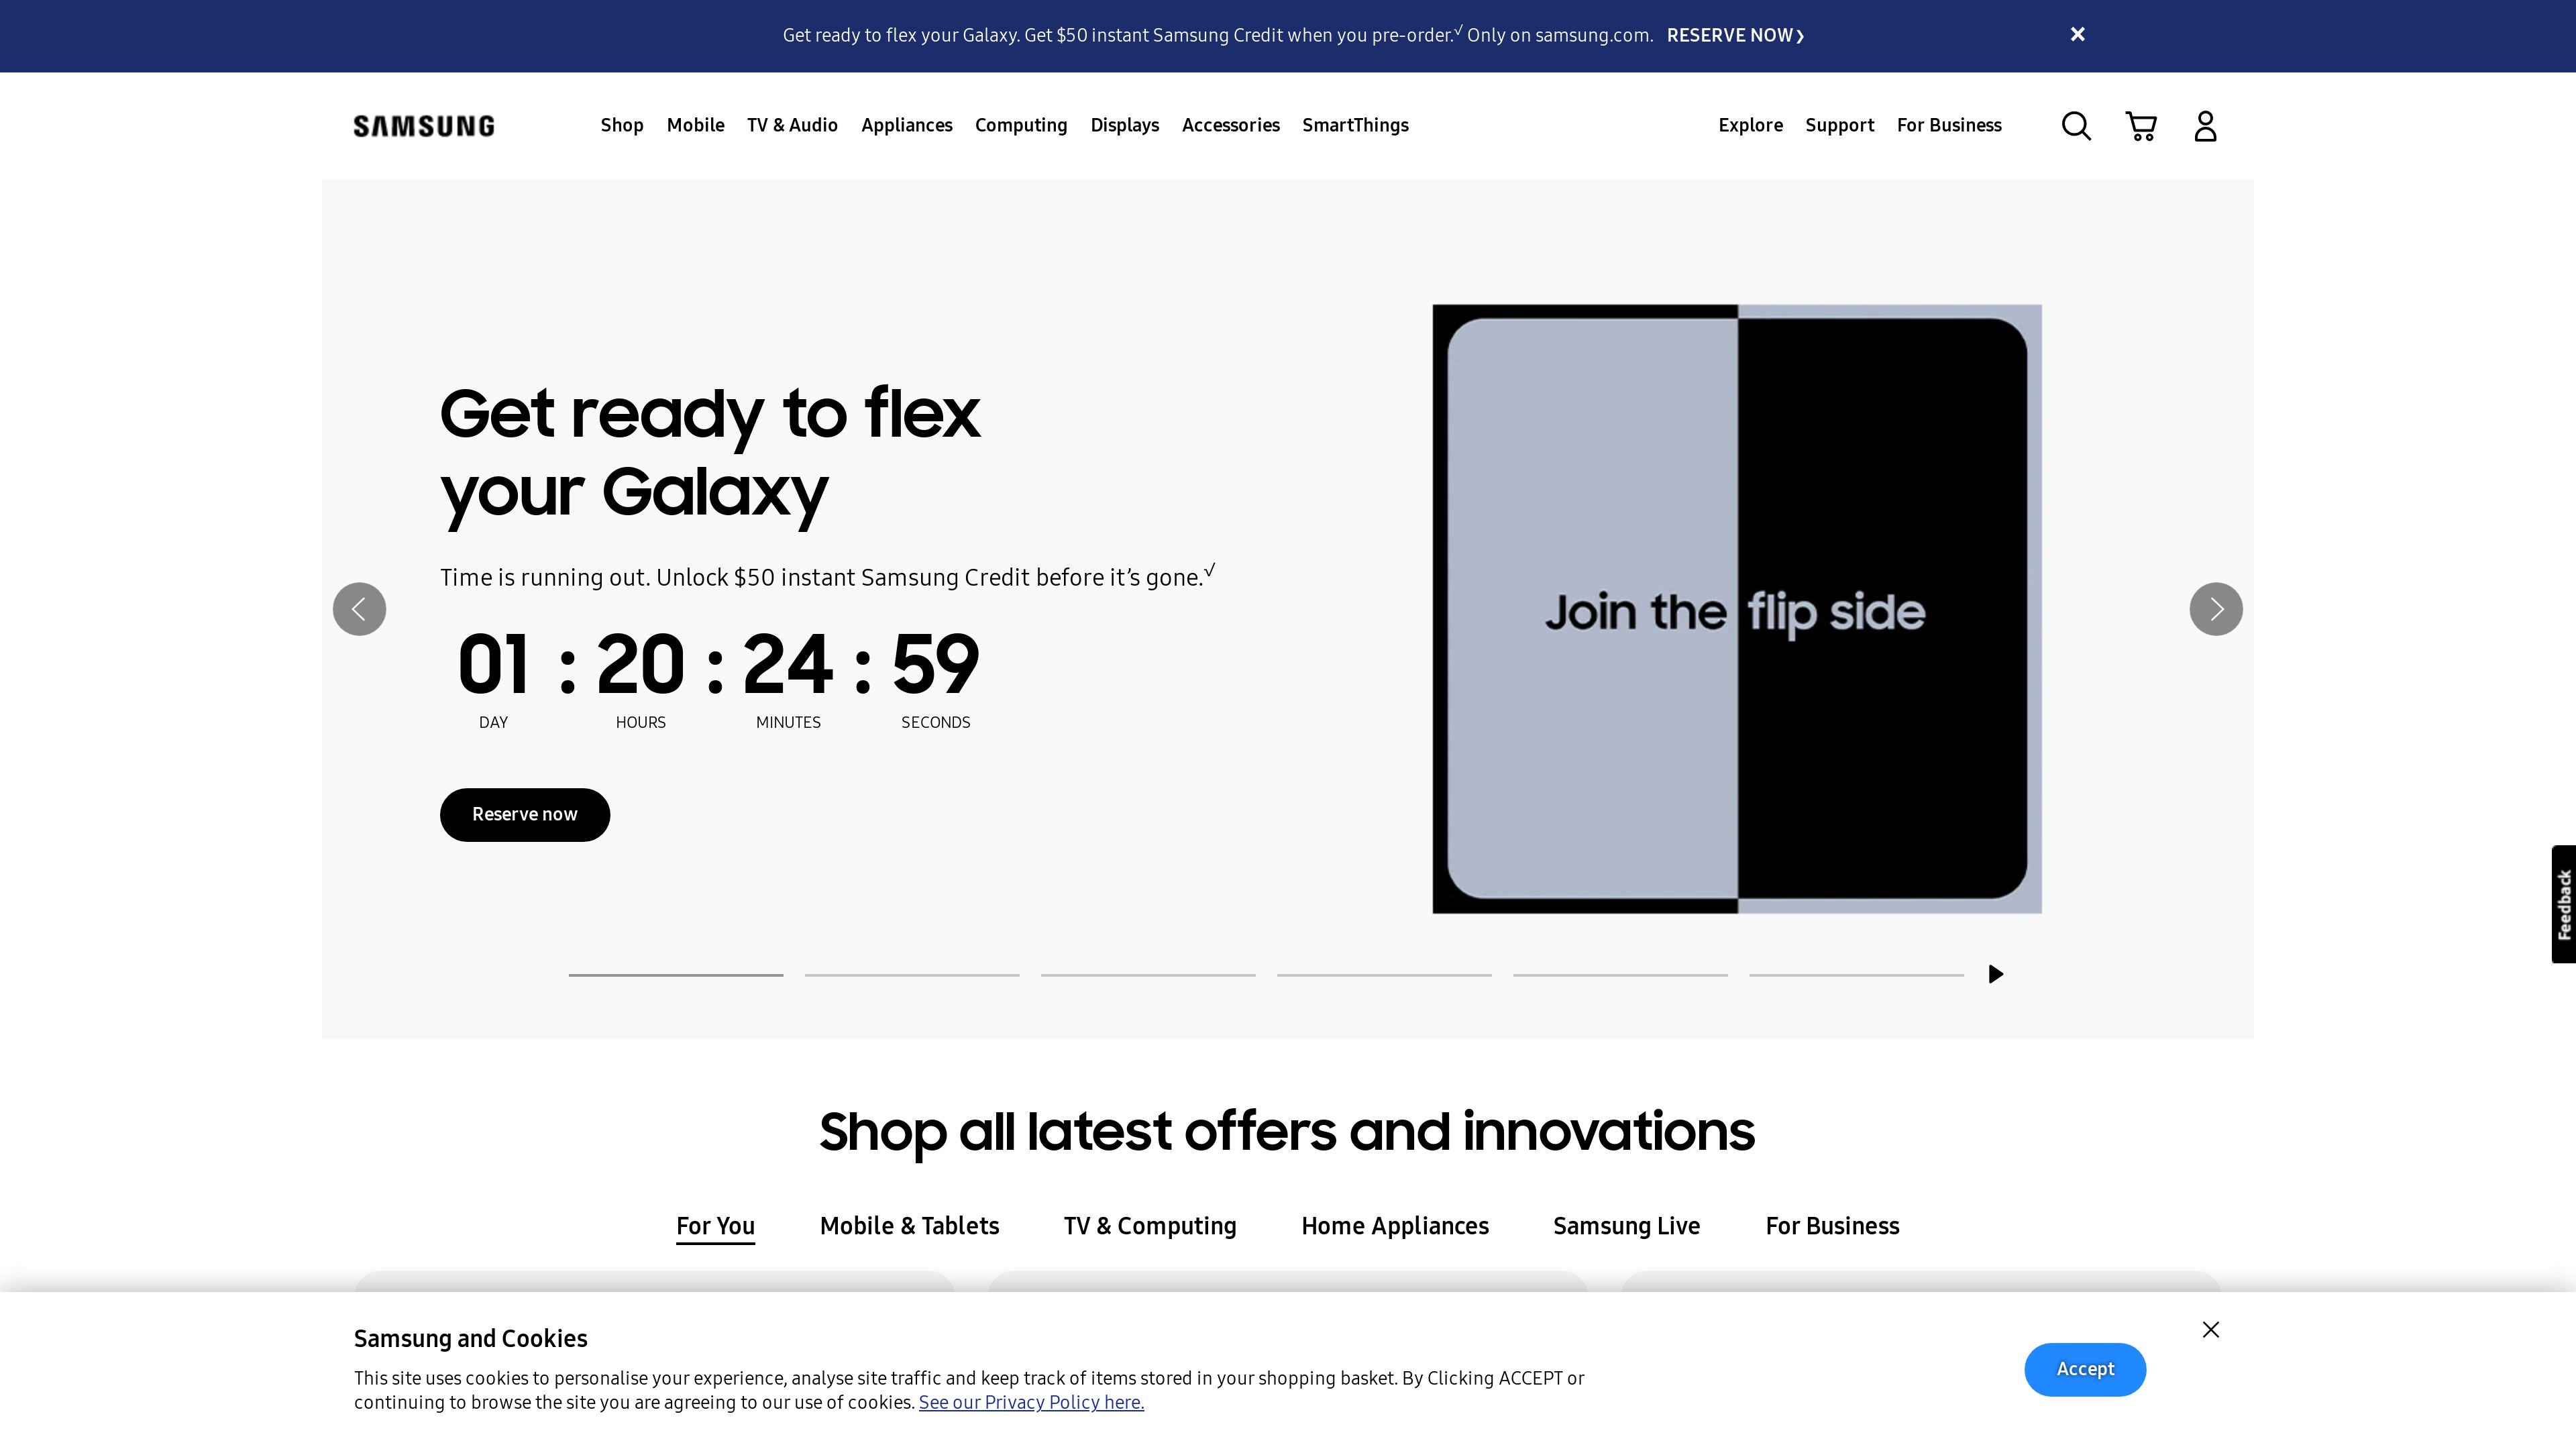 Get ready to flex your Galaxy. Get $50 instant Samsung Credit when you pre-order.√ Only on samsung.com. RESERVE NOW ❯
SAMSUNG
Shop Mobile TV & Audio Appliances Computing Displays Accessories SmartThings Explore Support For Business
Get ready to flex
your Galaxy
Time is running out. Unlock $50 instant Samsung Credit before it’s gone.√
01 : 20 : 24 : 59
DAY HOURS MINUTES SECONDS
Reserve now
Join the flip side
Feedback
Shop all latest offers and innovations
For You Mobile & Tablets TV & Computing Home Appliances Samsung Live For Business
Samsung and Cookies
This site uses cookies to personalise your experience, analyse site traffic and keep track of items stored in your shopping basket. By Clicking ACCEPT or
continuing to browse the site you are agreeing to our use of cookies. See our Privacy Policy here.
Accept